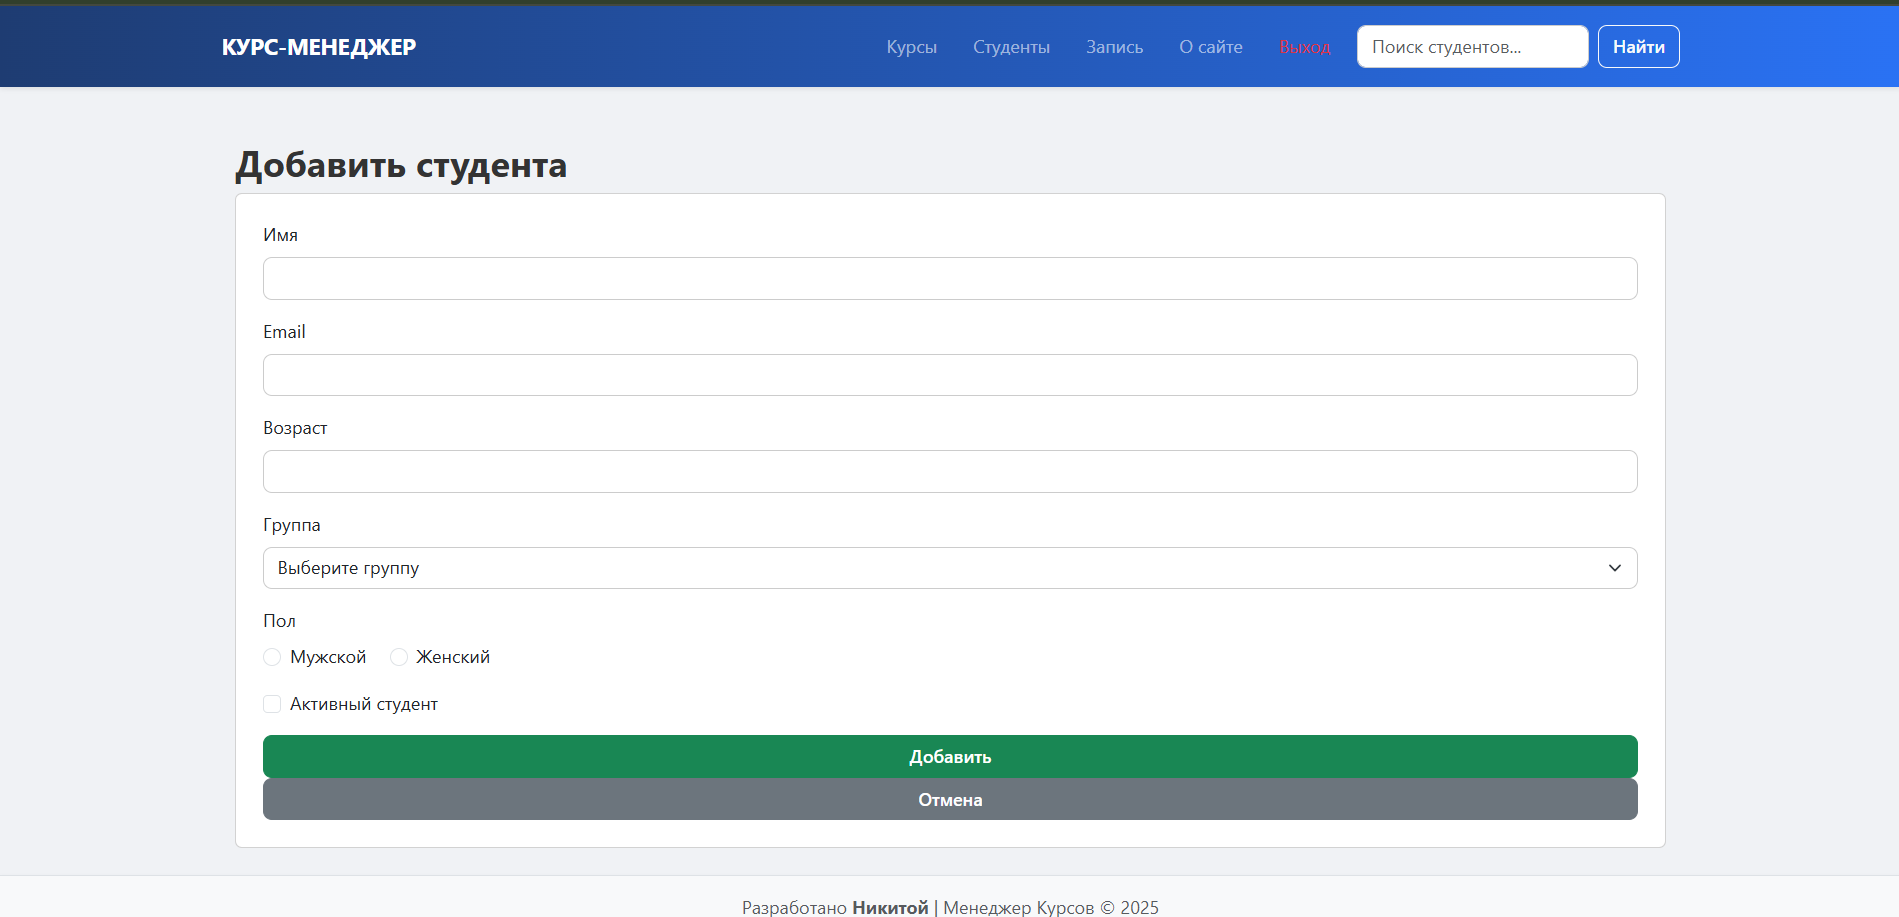 КУРС-МЕНЕДЖЕР Курсы Студенты Запись О сайте Выход Поиск студентов... Найти
Добавить студента
Имя
Email
Возраст
Группа
Выберите группу
Пол
Мужской Женский
Активный студент
Добавить
Отмена
Разработано Никитой | Менеджер Курсов © 2025